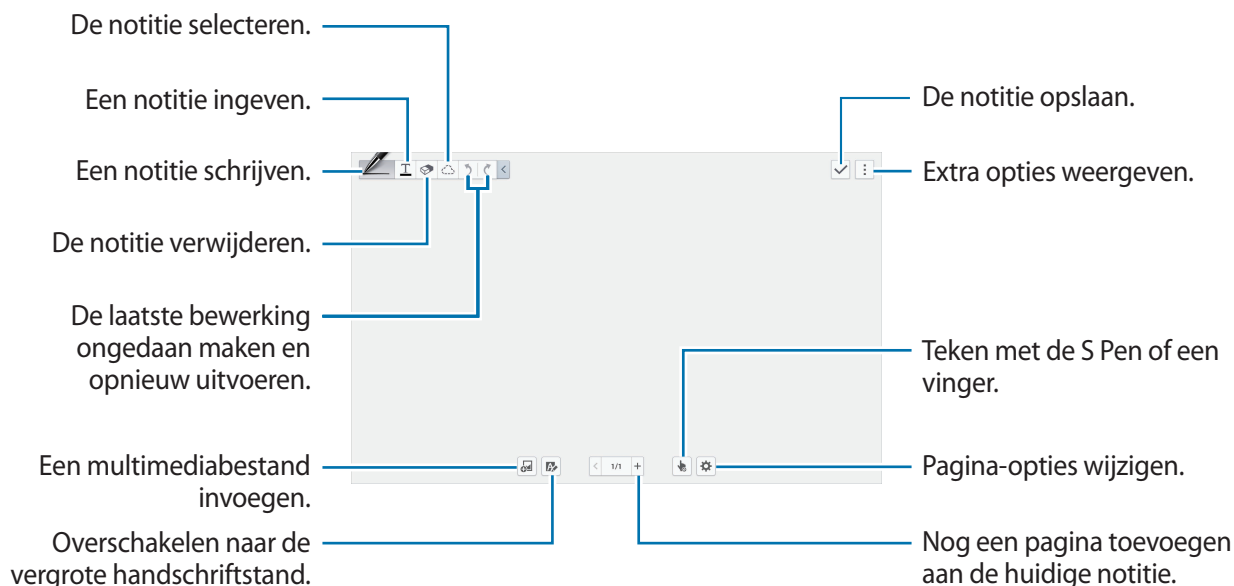 De notitie selecteren.
Een notitie ingeven.
Een notitie schrijven.
De notitie verwijderen.
De laatste bewerking
ongedaan maken en
opnieuw uitvoeren.
Een multimediabestand
invoegen.
Overschakelen naar de
vergrote handschriftstand.
1/1
De notitie opslaan.
Extra opties weergeven.
Teken met de S Pen of een
vinger.
Pagina-opties wijzigen.
Nog een pagina toevoegen
aan de huidige notitie.